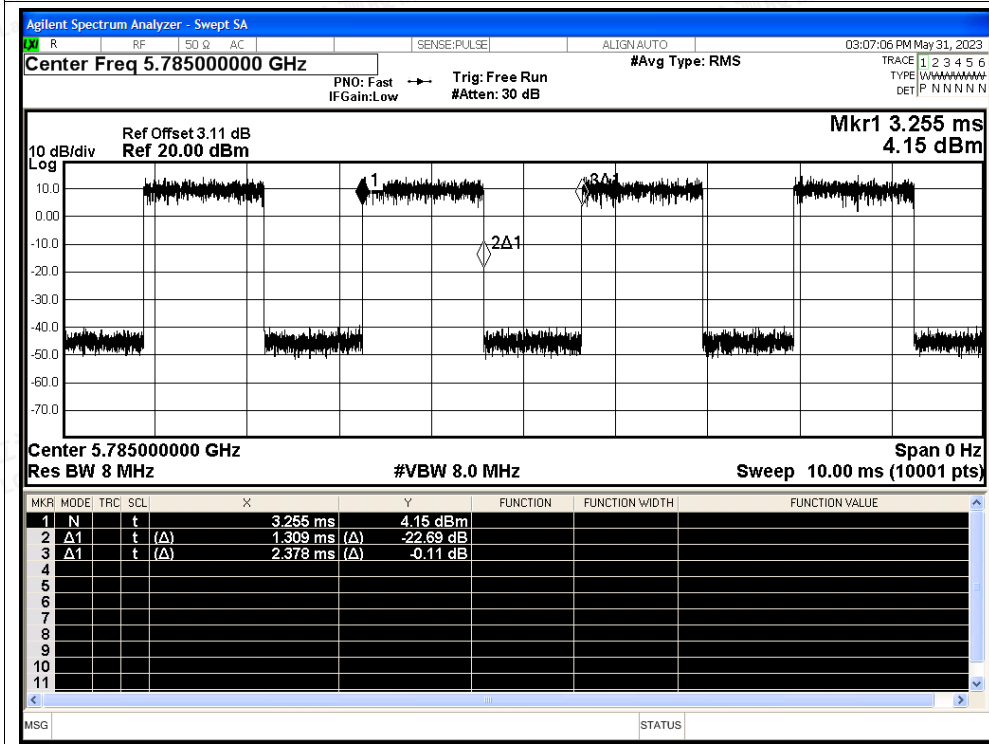 Agilent Spectrum Analyzer - Swept SA
LXI R RF 50 Ω AC SENSE:PULSE ALIGN AUTO 03:07:06 PM May 31, 2023
Center Freq 5.785000000 GHz #Avg Type: RMS TRACE 1 2 3 4 5 6
PNO: Fast Trig: Free Run TYPE
IFGain:Low #Atten: 30 dB DET P N N N N N
Mkr1 3.255 ms
4.15 dBm
Ref Offset 3.11 dB
10 dB/div Ref 20.00 dBm
Log
10.0
0.00
-10.0
-20.0
-30.0
-40.0
-50.0
-60.0
-70.0
1
2Δ1
3Δ1
Center 5.785000000 GHz Span 0 Hz
Res BW 8 MHz #VBW 8.0 MHz Sweep 10.00 ms (10001 pts)
MKR MODE TRC SCL X Y FUNCTION FUNCTION WIDTH FUNCTION VALUE
1 N t 3.255 ms 4.15 dBm
2 Δ1 t (Δ) 1.309 ms (Δ) -22.69 dB
3 Δ1 t (Δ) 2.378 ms (Δ) -0.11 dB
4
5
6
7
8
9
10
11
MSG STATUS